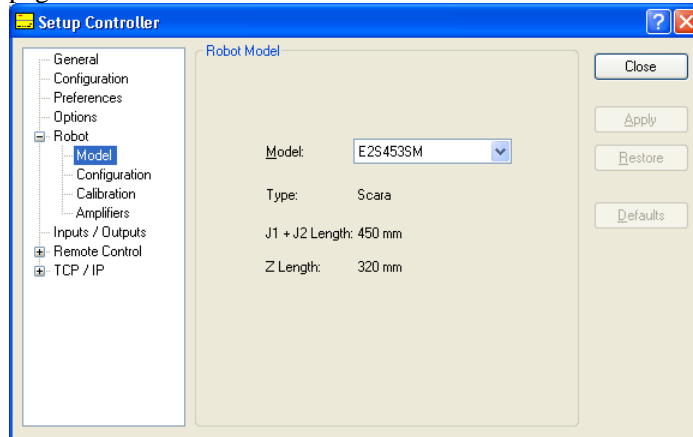 Setup Controller
General
Configuration
Preferences
Options
Robot
Model
Configuration
Calibration
Amplifiers
Inputs / Outputs
Remote Control
TCP / IP
Robot Model
Model: E2S453SM
Type: Scara
J1 + J2 Length: 450 mm
Z Length: 320 mm
Close
Apply
Restore
Defaults